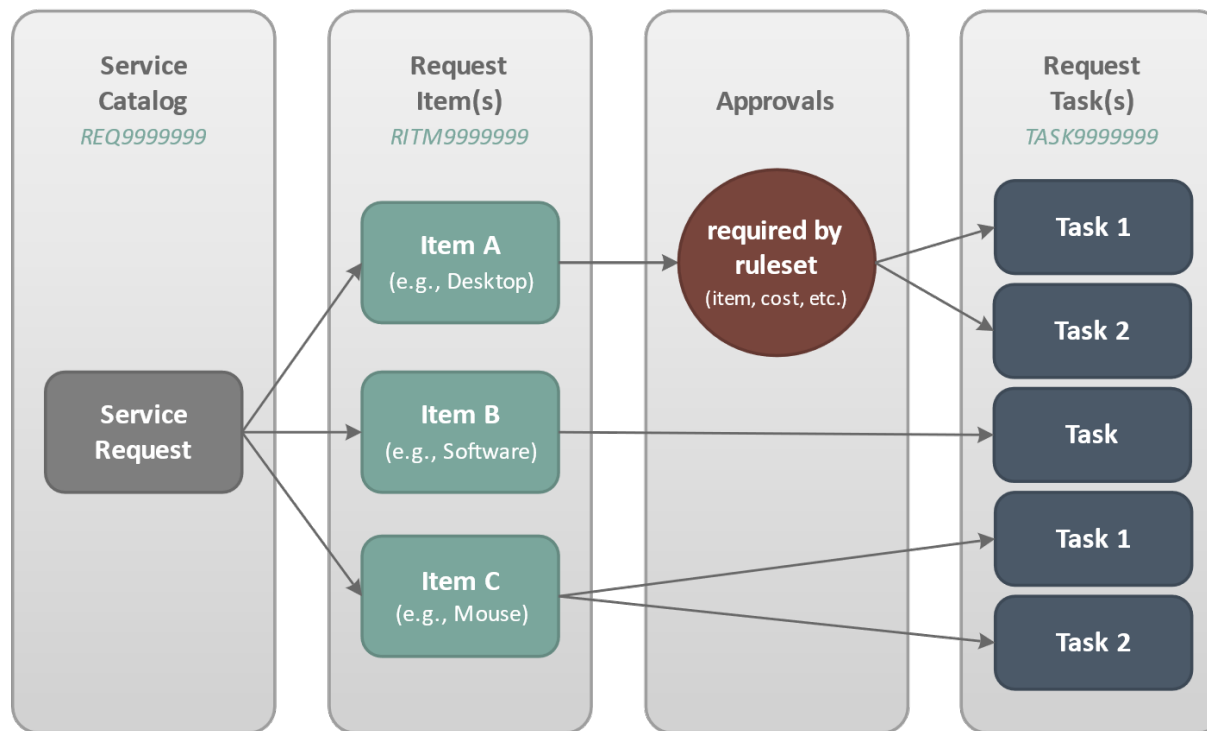 Service
Catalog
REQ9999999
Request
Item(s)
RITM9999999
Approvals
Request
Task(s)
TASK9999999
Service
Request
Item A
(e.g., Desktop)
Item B
(e.g., Software)
Item C
(e.g., Mouse)
required by
ruleset
(item, cost, etc.)
Task 1
Task 2
Task
Task 1
Task 2